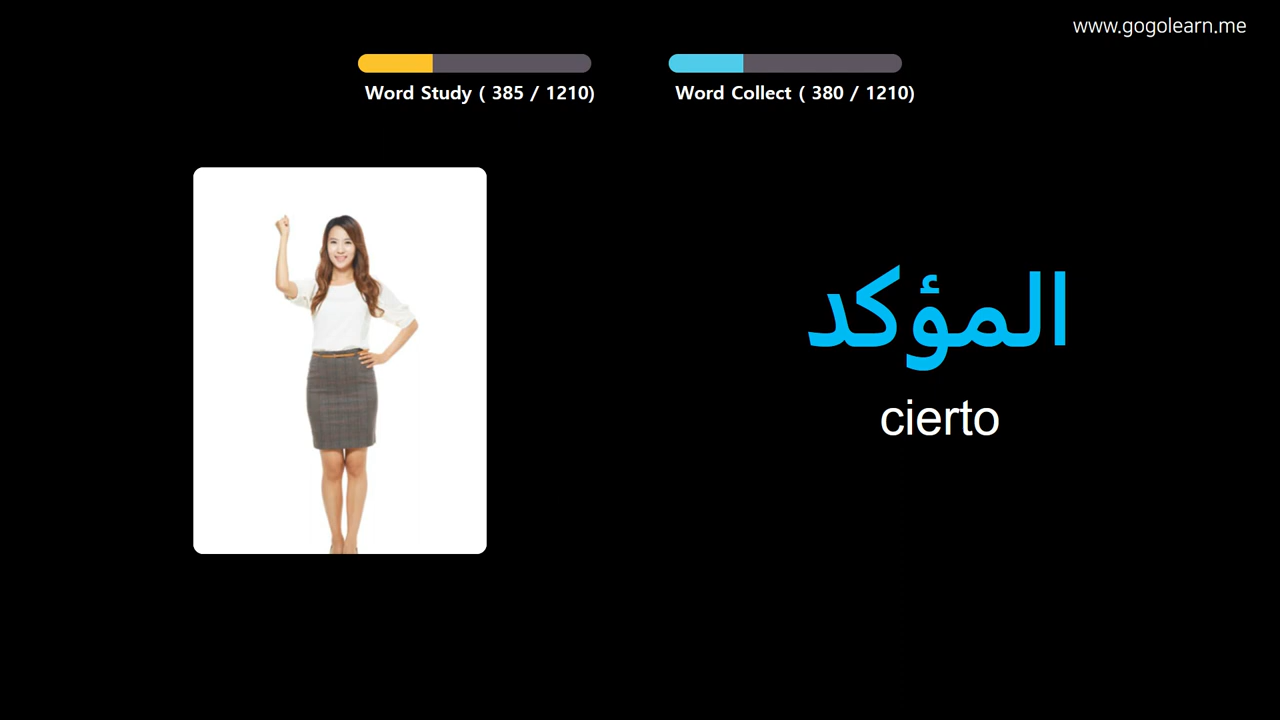 www.gogolearn.me
Word Study ( 385 / 1210)
Word Collect ( 380 / 1210)
المؤكد
cierto